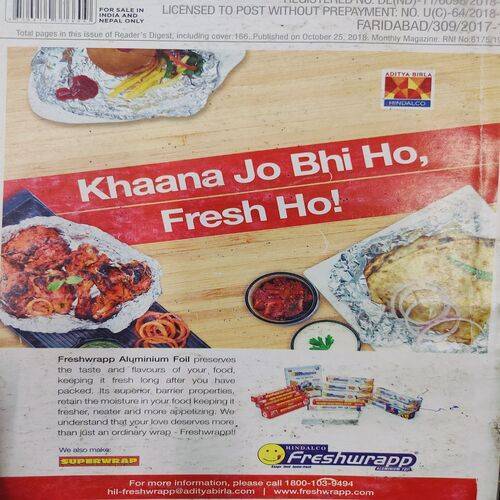 FOR SALE IN
INDIA AND
NEPAL ONLY
LICENSED TO POST WITHOUT PREPAYMENT. NO. U(C)-64/2018-
FARIDABAD/309/2017-
Total pages in this issue of Reader's Digest, including cover: 166. Published on October 25, 2018. Monthly Magazine.
ADITYA BIRLA
HINDALCO
Khaana Jo Bhi Ho,
Fresh Ho!
Freshwrapp Aluminium Foil preserves
the taste and flavours of your food,
keeping it fresh long after you have
packed. Its superior barrier properties,
retain the moisture in your food keeping it
fresher, neater and more appetizing. We
understand that your love deserves more
than just an ordinary wrap - Freshwrapp!!
We also make:
SUPERWRAP
HINDALCO
Freshwrapp
ALUMINIUM FOIL
For more information, please call 1800-103-9494
hil-freshwrapp@adityabirla.com | www.freshwrapp.com